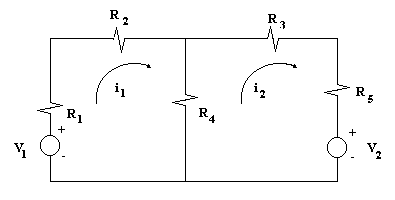 R2 R3
i1 i2
R1 R4 R5
+ +
V1 V2
- -